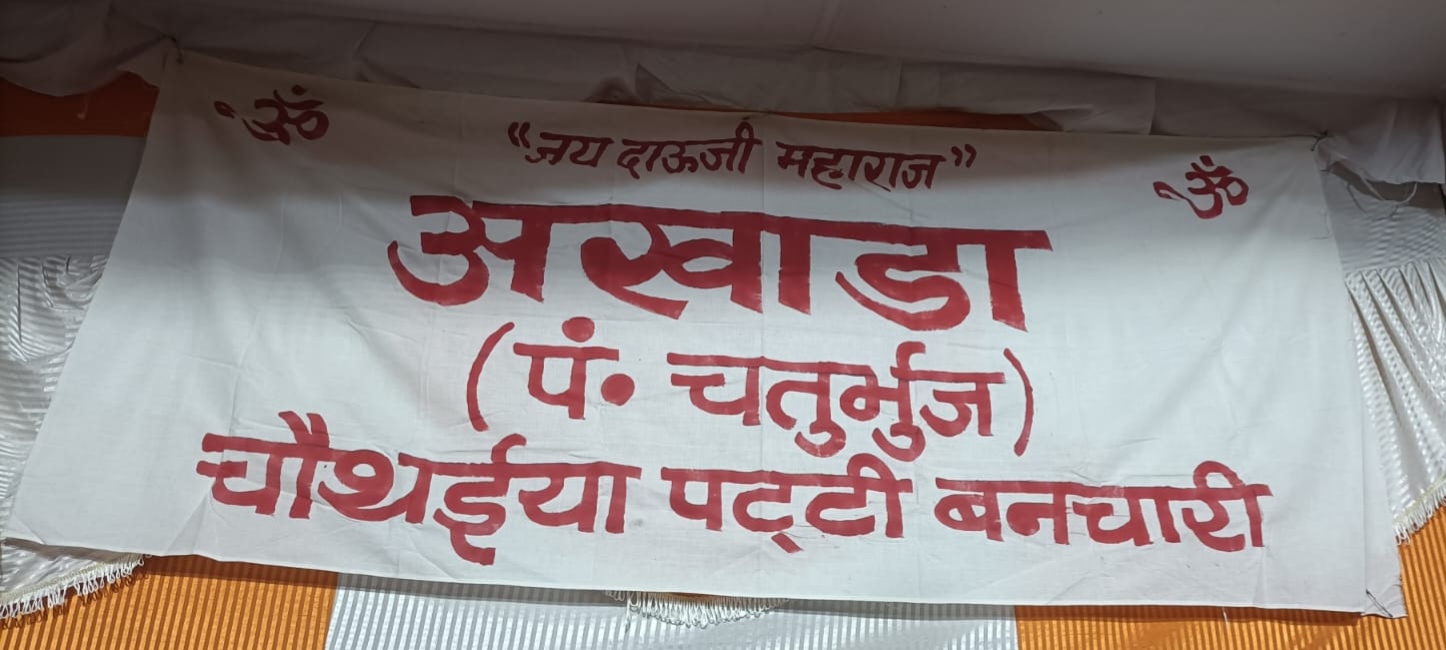 ॐ "जय दाऊजी महाराज" ॐ
अखाडा
(पं॰ चतुर्भुज)
चौथईया पट्टी बनचारी